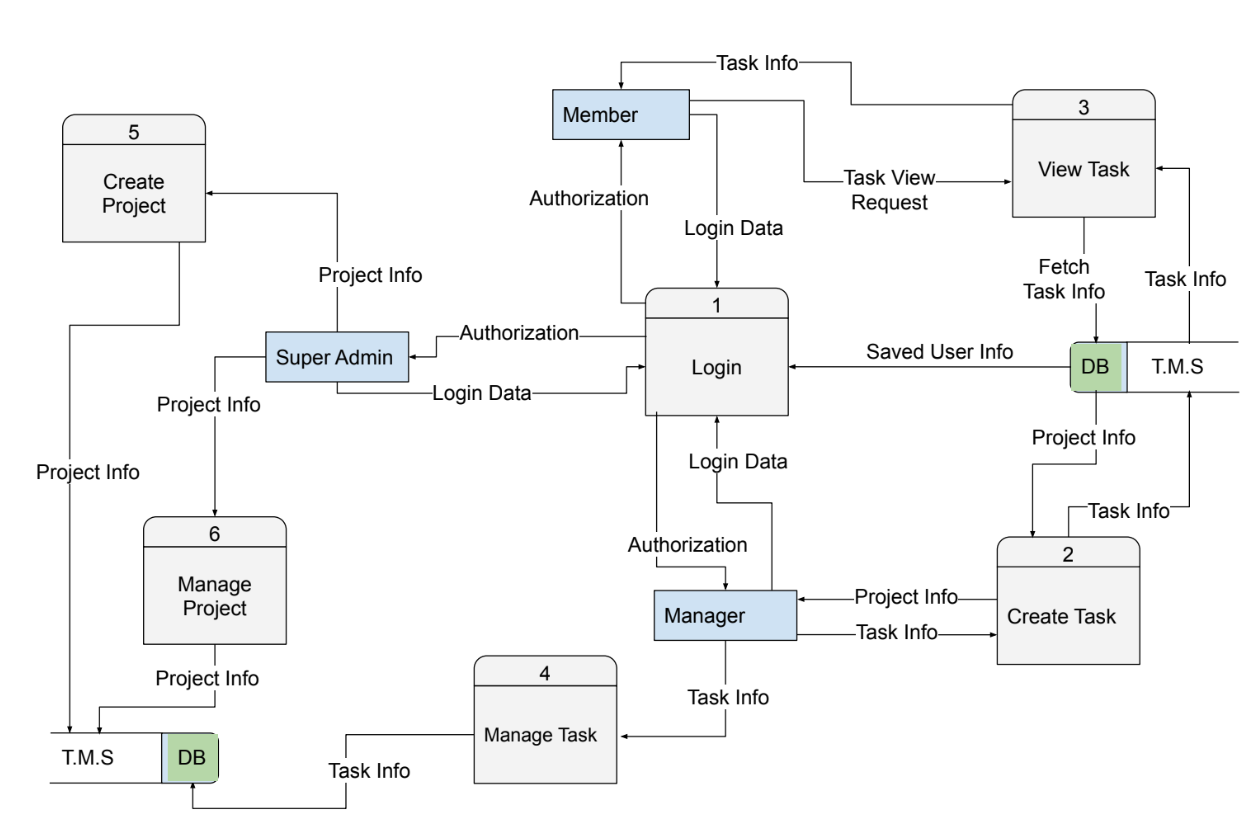 Task Info
3
Member
5
View Task
Create
Project
Task View
Request
Authorization
Login Data
Fetch
Task Info
Task Info
Project Info
1
Authorization
Saved User Info
Super Admin
Login
DB
T.M.S
Login Data
Project Info
Project Info
Login Data
Project Info
Task Info
6
Authorization
2
Manage
Project
Project Info
Manager
Create Task
Task Info
Project Info
4
Task Info
Manage Task
T.M.S
DB
Task Info